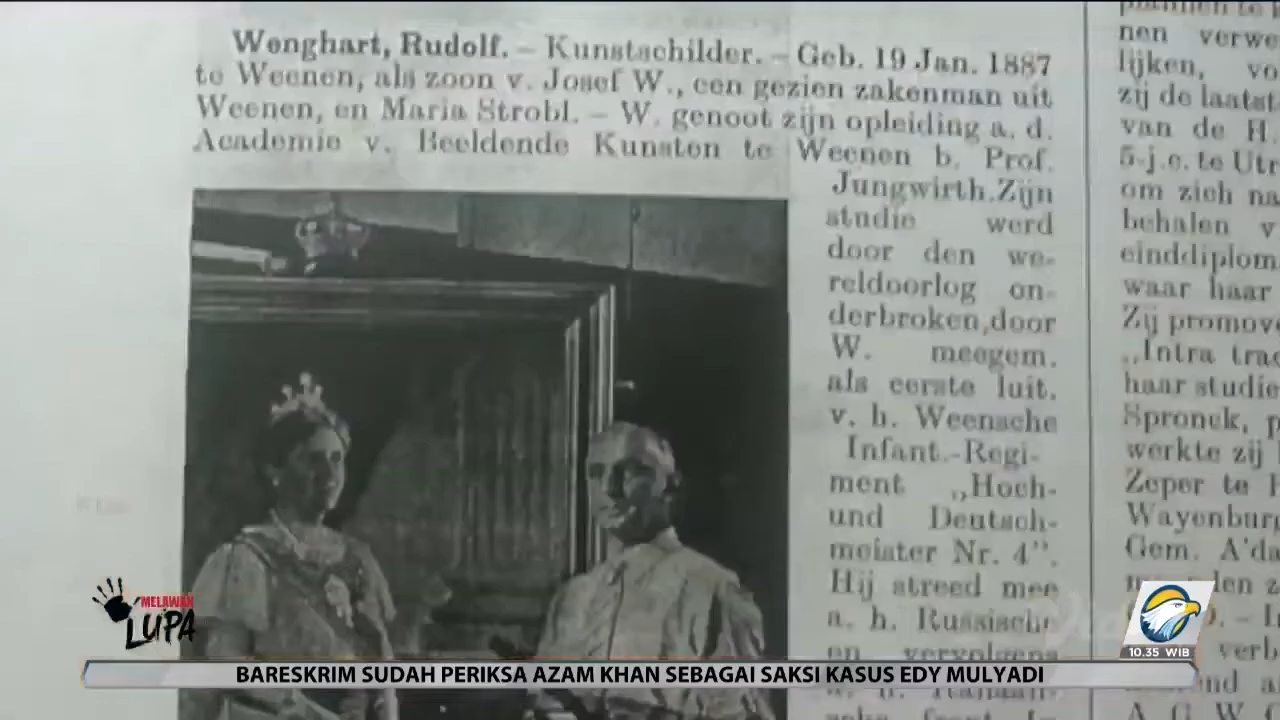 Wenghart, Rudolf. – Kunstschilder. – Geb. 19 Jan. 1887
te Weenen, als zoon v. Josef W., een gezien zakenman uit
Weenen, en Maria Strobl. – W. genoot zijn opleiding a. d.
Academie v. Beeldende Kunsten te Weenen b. Prof.
Jungwirth. Zijn
studie werd
door den we-
reldoorlog on-
derbroken, door
W. meegem.
als eerste luit.
v. h. Weensche
Infant.-Regi-
ment „Hoch-
und Deutsch-
meister Nr. 4".
Hij streed mee
a. h. Russische
en vervolgens
nen verwe
lijken, vo
zij de laatst
van de H.
5-j.c. te Utr
om zich na
behalen v
einddiplom
waar haar
Zij promove
„Intra trac
haar studie
Spronck, p
werkte zij
Zeper te H
Wayenburg
Gem. A'da
MELAWAN
LUPA
10.35 WIB
BARESKRIM SUDAH PERIKSA AZAM KHAN SEBAGAI SAKSI KASUS EDY MULYADI